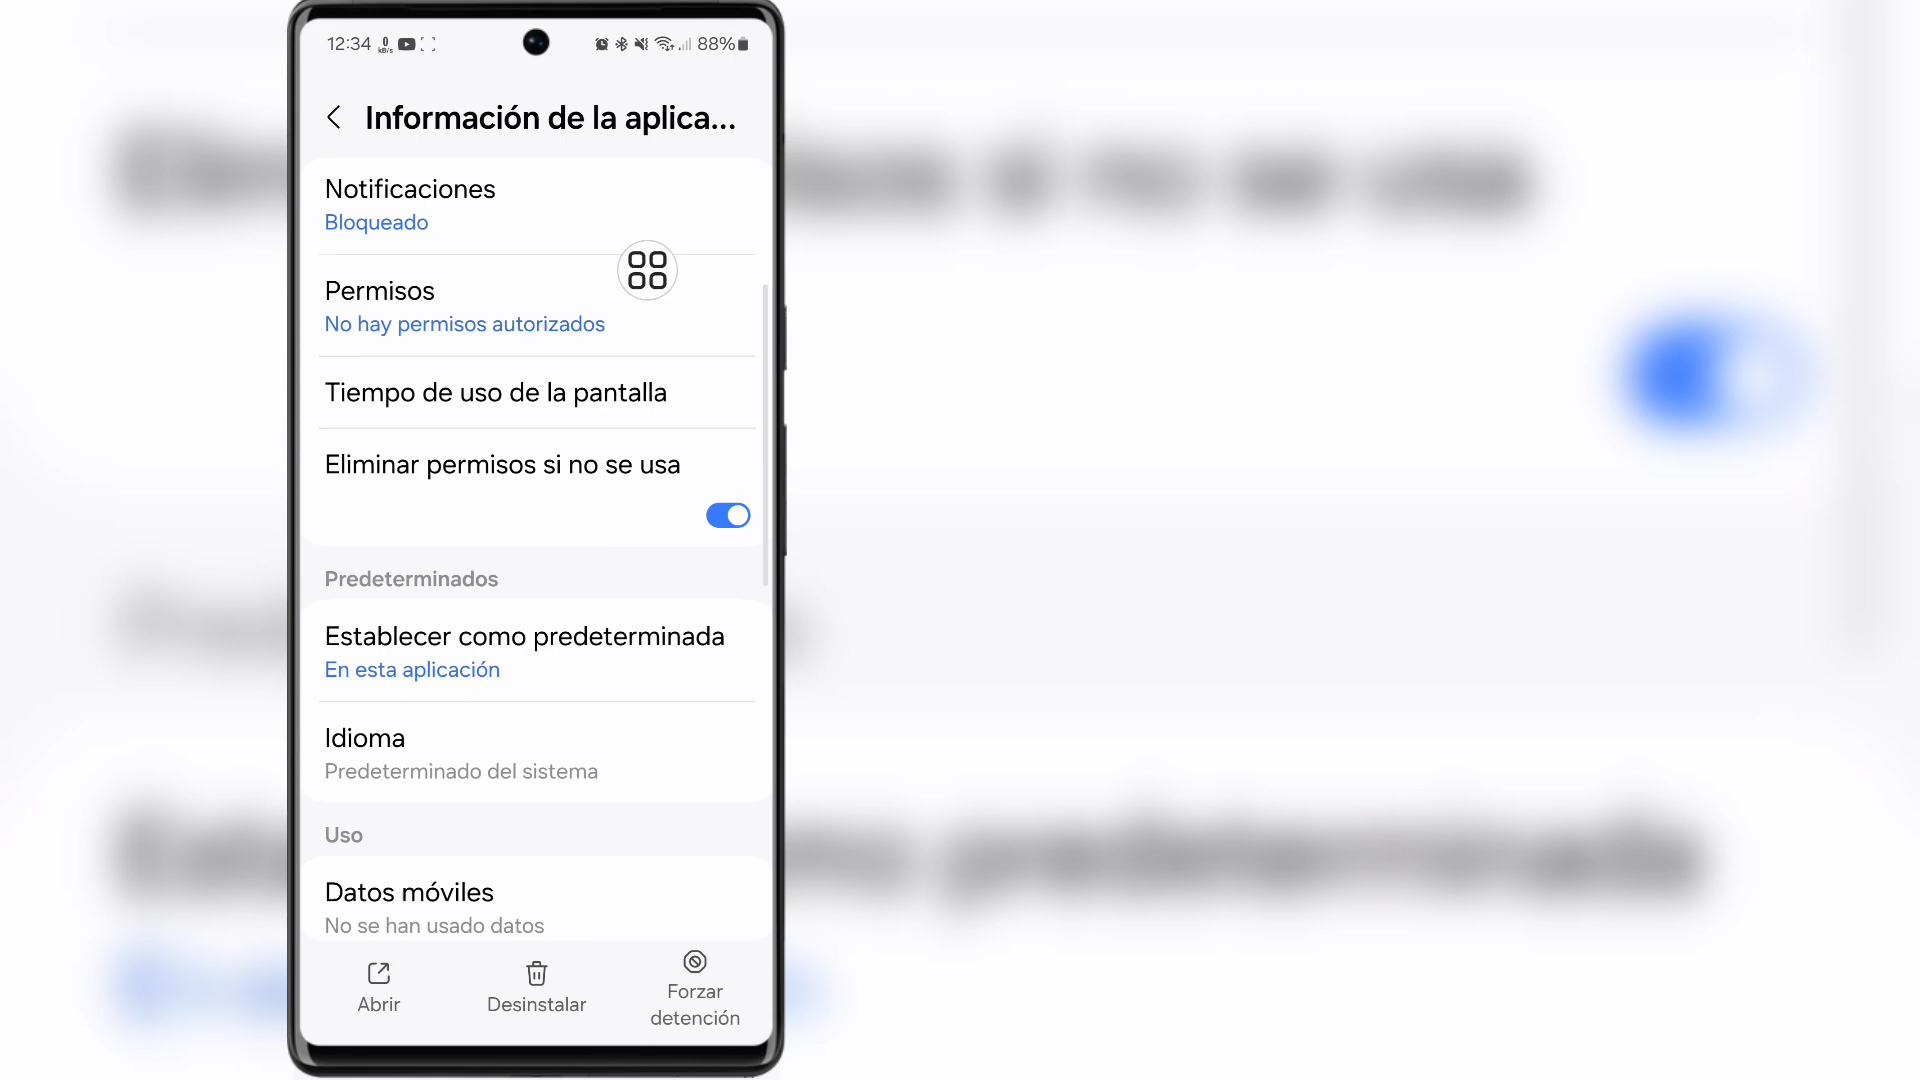 12:34 0 KB/s 88%
Información de la aplica...
Notificaciones
Bloqueado
Permisos
No hay permisos autorizados
Tiempo de uso de la pantalla
Eliminar permisos si no se usa
Predeterminados
Establecer como predeterminada
En esta aplicación
Idioma
Predeterminado del sistema
Uso
Datos móviles
No se han usado datos
Abrir
Desinstalar
Forzar
detención